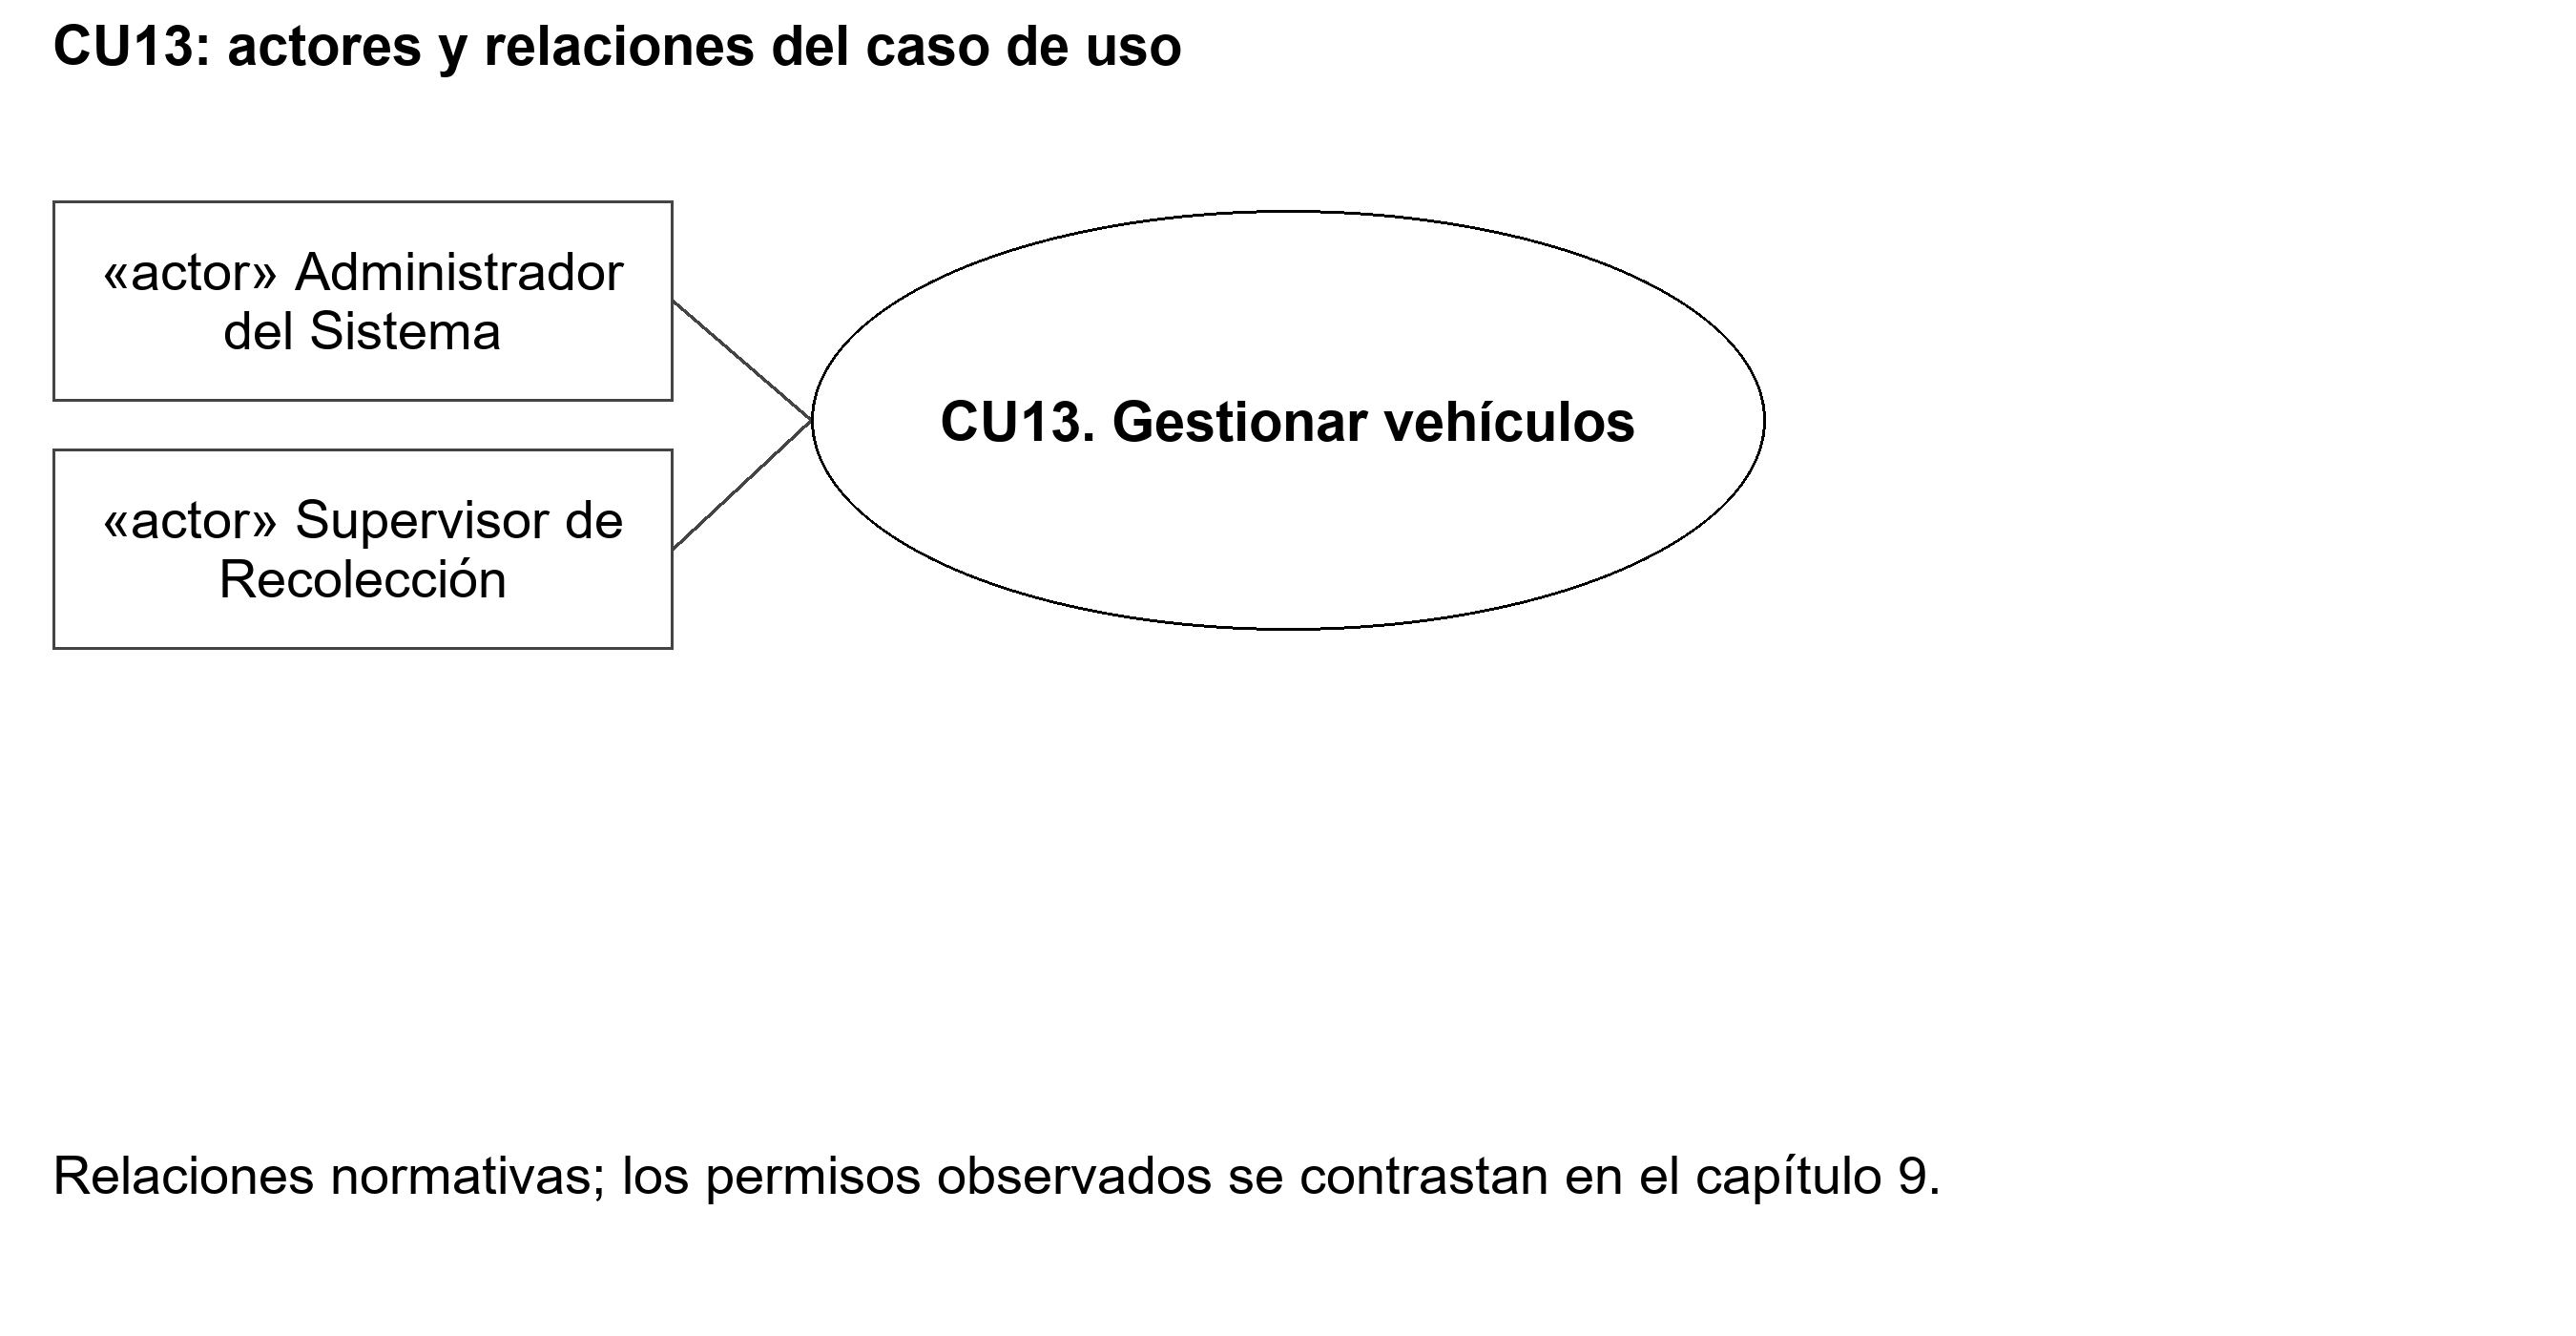 CU13: actores y relaciones del caso de uso
«actor» Administrador
del Sistema
CU13. Gestionar vehículos
«actor» Supervisor de
Recolección
Relaciones normativas; los permisos observados se contrastan en el capítulo 9.